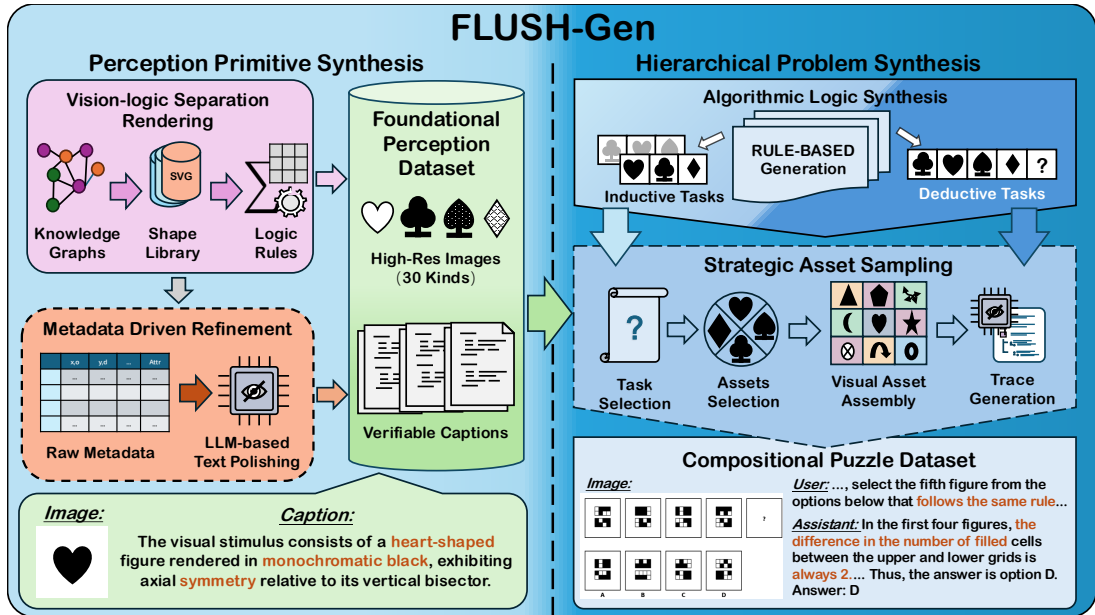 FLUSH-Gen
Perception Primitive Synthesis
Vision-logic Separation
Rendering
SVG
Knowledge
Graphs
Shape
Library
Logic
Rules
Metadata Driven Refinement
x,o y,d ... Attr
... ... ...
... ... ...
... ... ...
Raw Metadata
LLM-based
Text Polishing
Foundational
Perception
Dataset
High-Res Images
(30 Kinds)
Verifiable Captions
Image:
Caption:
The visual stimulus consists of a heart-shaped
figure rendered in monochromatic black, exhibiting
axial symmetry relative to its vertical bisector.
Hierarchical Problem Synthesis
Algorithmic Logic Synthesis
RULE-BASED
Generation
Inductive Tasks
?
Deductive Tasks
Strategic Asset Sampling
?
Task
Selection
Assets
Selection
Visual Asset
Assembly
Trace
Generation
Compositional Puzzle Dataset
Image:
?
A B C D
User: ..., select the fifth figure from the
options below that follows the same rule...
Assistant: In the first four figures, the
difference in the number of filled cells
between the upper and lower grids is
always 2.... Thus, the answer is option D.
Answer: D